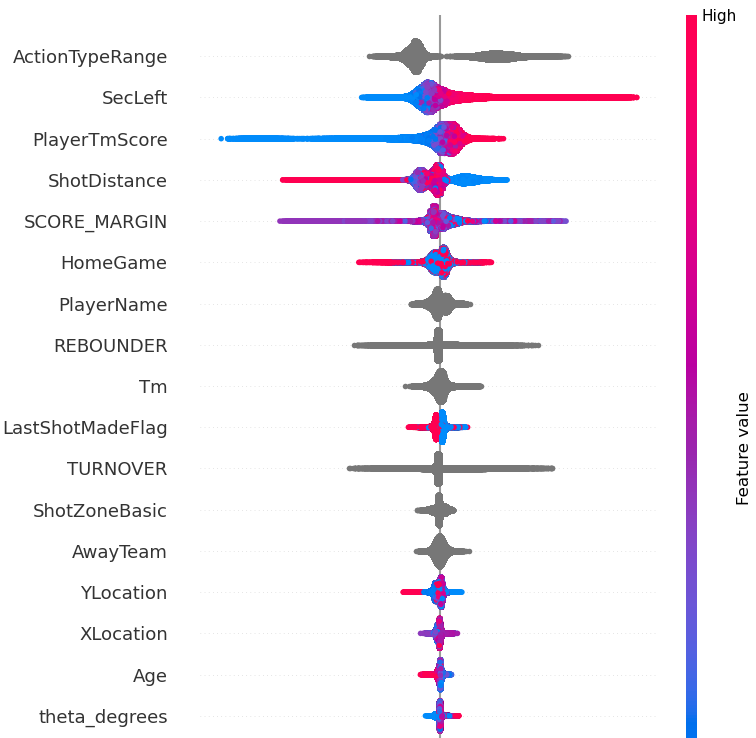 High
ActionTypeRange
SecLeft
PlayerTmScore
ShotDistance
SCORE_MARGIN
HomeGame
PlayerName
REBOUNDER
Tm
LastShotMadeFlag
TURNOVER
ShotZoneBasic
AwayTeam
YLocation
XLocation
Age
theta_degrees
Feature value